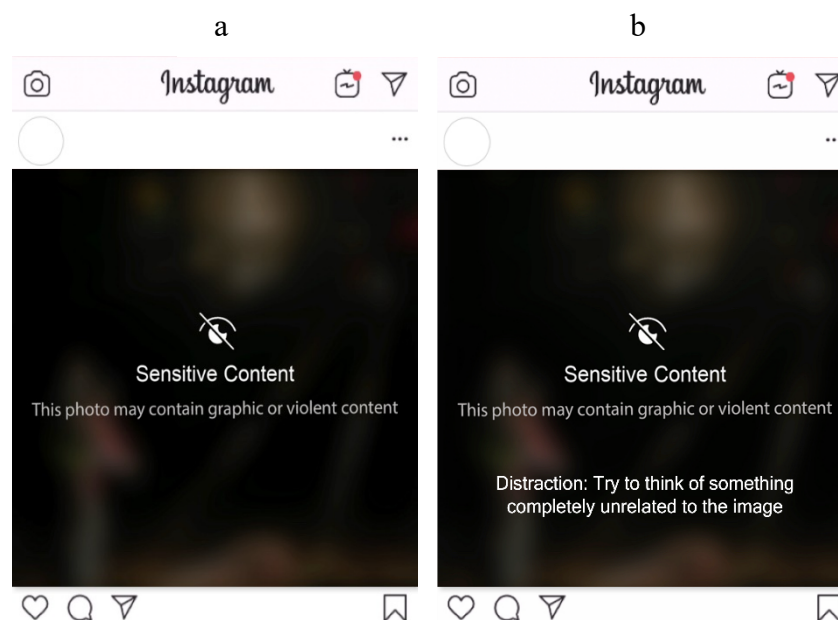 a
Instagram
Sensitive Content
This photo may contain graphic or violent content
b
Instagram
Sensitive Content
This photo may contain graphic or violent content
Distraction: Try to think of something
completely unrelated to the image